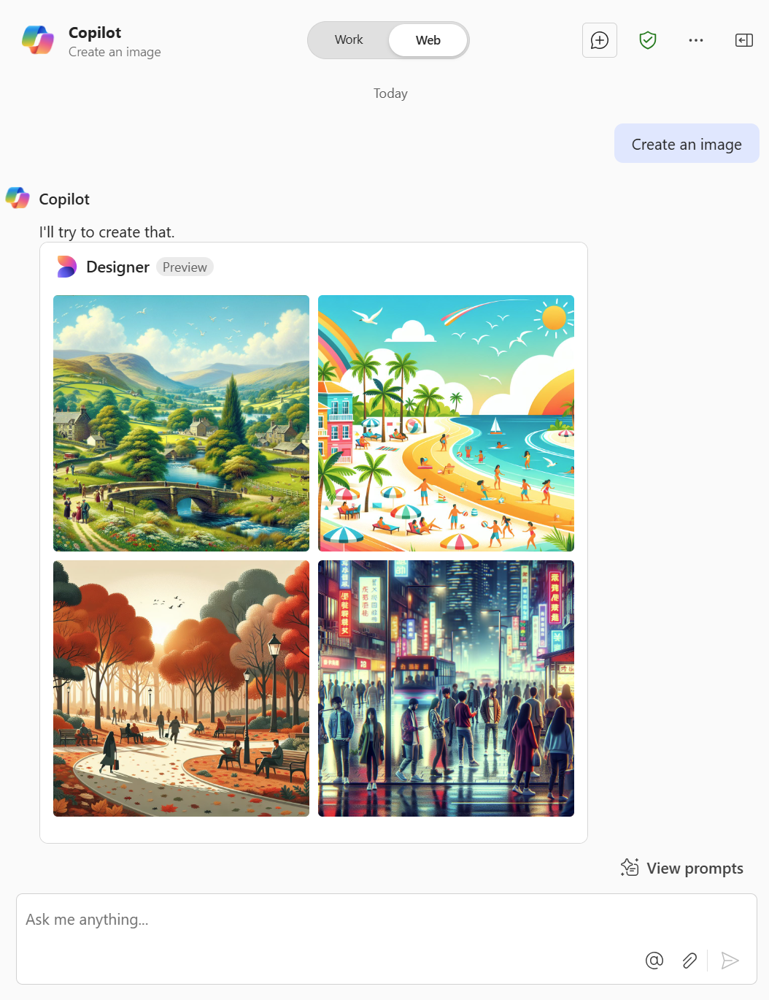 Copilot
Create an image
Work
Web
Today
Create an image
Copilot
I'll try to create that.
Designer
Preview
View prompts
Ask me anything...